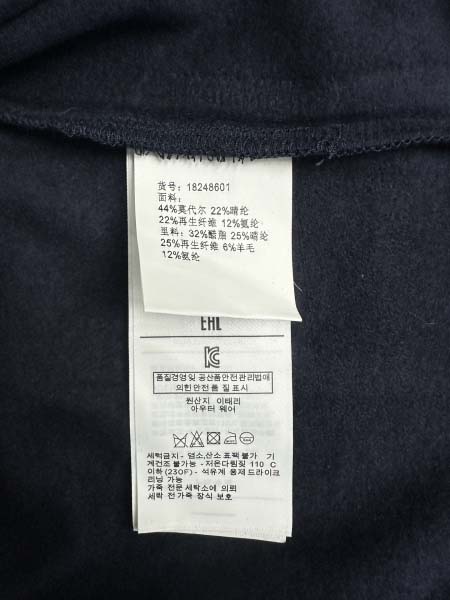 货号：18248601
面料：
44%莫代尔 22%晴纶
22%再生纤维 12%氨纶
里料：32%醋脂 25%晴纶
25%再生纤维 6%羊毛
12%氨纶
EAC
품질경영및 공산품안전관리법애
의한안전품 질 표시
원산지 이태리
아우터 웨어
세탁금지 - 염소,산소 표백 불가 기
계건조 불가능 - 저온다림질 110 C
이하 (230F) - 석유계 용제 드라이크
리닝 가능
가죽 전문 세탁소에 의뢰
세탁 전가죽 장식 보호